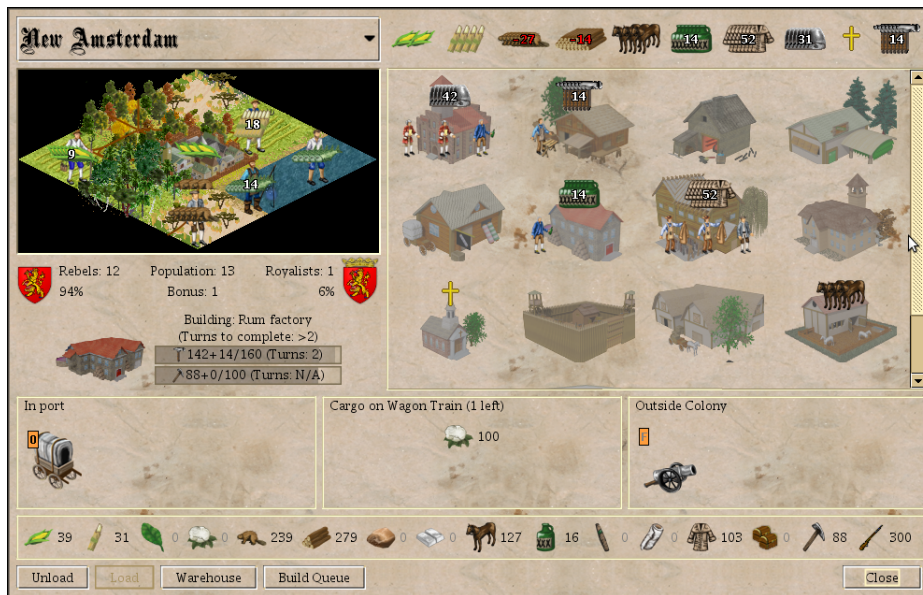 New Amsterdam
-27 -14 14 52 31 14
42 14
18
9
14
14 52
Rebels: 12 Population: 13 Royalists: 1
94% Bonus: 1 6%
Building: Rum factory
(Turns to complete: >2)
142+14/160 (Turns: 2)
88+0/100 (Turns: N/A)
In port Cargo on Wagon Train (1 left) Outside Colony
0 100 F
39 31 0 0 239 279 0 0 127 16 0 0 103 0 88 300
Unload Load Warehouse Build Queue Close